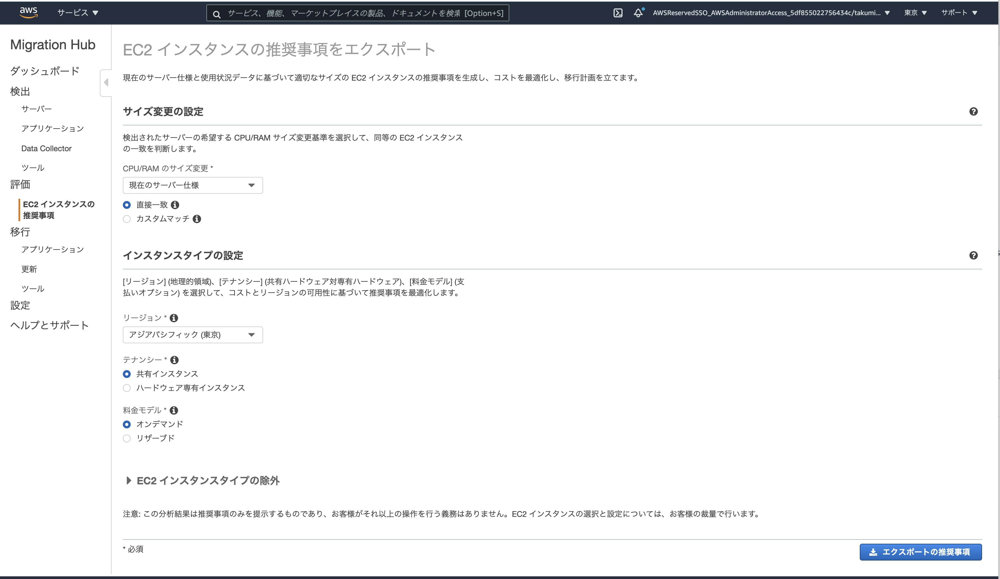 aws
サービス
サービス、機能、マーケットプレイスの製品、ドキュメントを検索 [Option+S]
AWSReservedSSO_AWSAdministratorAccess_5df855022756434c/takumi...
東京
サポート
Migration Hub
ダッシュボード
検出
サーバー
アプリケーション
Data Collector
ツール
評価
EC2 インスタンスの
推奨事項
移行
アプリケーション
更新
ツール
設定
ヘルプとサポート
EC2 インスタンスの推奨事項をエクスポート
現在のサーバー仕様と使用状況データに基づいて適切なサイズの EC2 インスタンスの推奨事項を生成し、コストを最適化し、移行計画を立てます。
サイズ変更の設定
検出されたサーバーの希望する CPU/RAM サイズ変更基準を選択して、同等の EC2 インスタンス
の一致を判断します。
CPU/RAM のサイズ変更 *
現在のサーバー仕様
直接一致
カスタムマッチ
インスタンスタイプの設定
[リージョン] (地理的領域)、[テナンシー] (共有ハードウェア対専有ハードウェア)、[料金モデル] (支
払いオプション) を選択して、コストとリージョンの可用性に基づいて推奨事項を最適化します。
リージョン *
アジアパシフィック (東京)
テナンシー *
共有インスタンス
ハードウェア専有インスタンス
料金モデル *
オンデマンド
リザーブド
EC2 インスタンスタイプの除外
注意: この分析結果は推奨事項のみを提示するものであり、お客様がそれ以上の操作を行う義務はありません。EC2 インスタンスの選択と設定については、お客様の裁量で行います。
* 必須
エクスポートの推奨事項